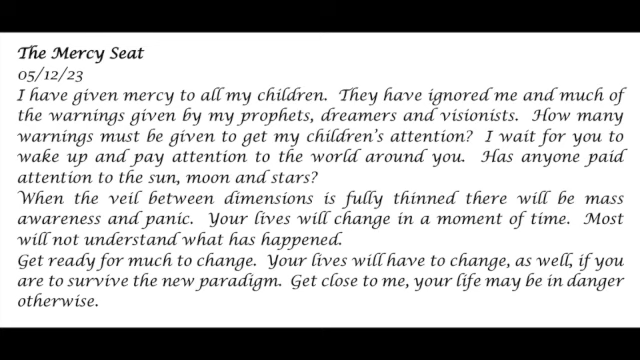 The Mercy Seat
05/12/23
I have given mercy to all my children. They have ignored me and much of
the warnings given by my prophets, dreamers and visionists. How many
warnings must be given to get my children's attention? I wait for you to
wake up and pay attention to the world around you. Has anyone paid
attention to the sun, moon and stars?
When the veil between dimensions is fully thinned there will be mass
awareness and panic. Your lives will change in a moment of time. Most
will not understand what has happened.
Get ready for much to change. Your lives will have to change, as well, if you
are to survive the new paradigm. Get close to me, your life may be in danger
otherwise.